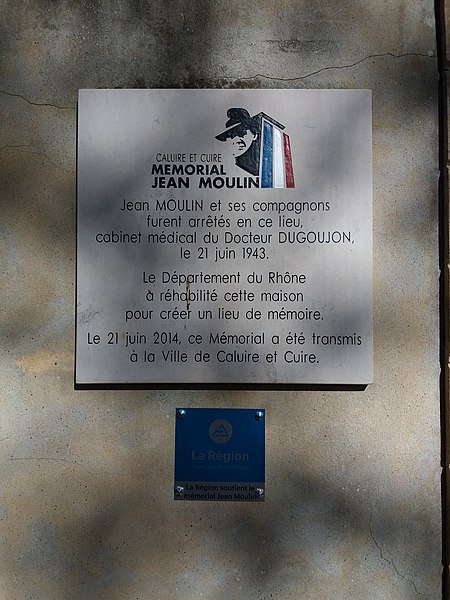 CALUIRE ET CUIRE
MEMORIAL
JEAN MOULIN
Jean MOULIN et ses compagnons
furent arrêtés en ce lieu,
cabinet médical du Docteur DUGOUJON,
le 21 juin 1943.
Le Département du Rhône
à réhabilité cette maison
pour créer un lieu de mémoire.
Le 21 juin 2014, ce Mémorial a été transmis
à la Ville de Caluire et Cuire.
La Région
La Région soutient le
mémorial Jean Moulin